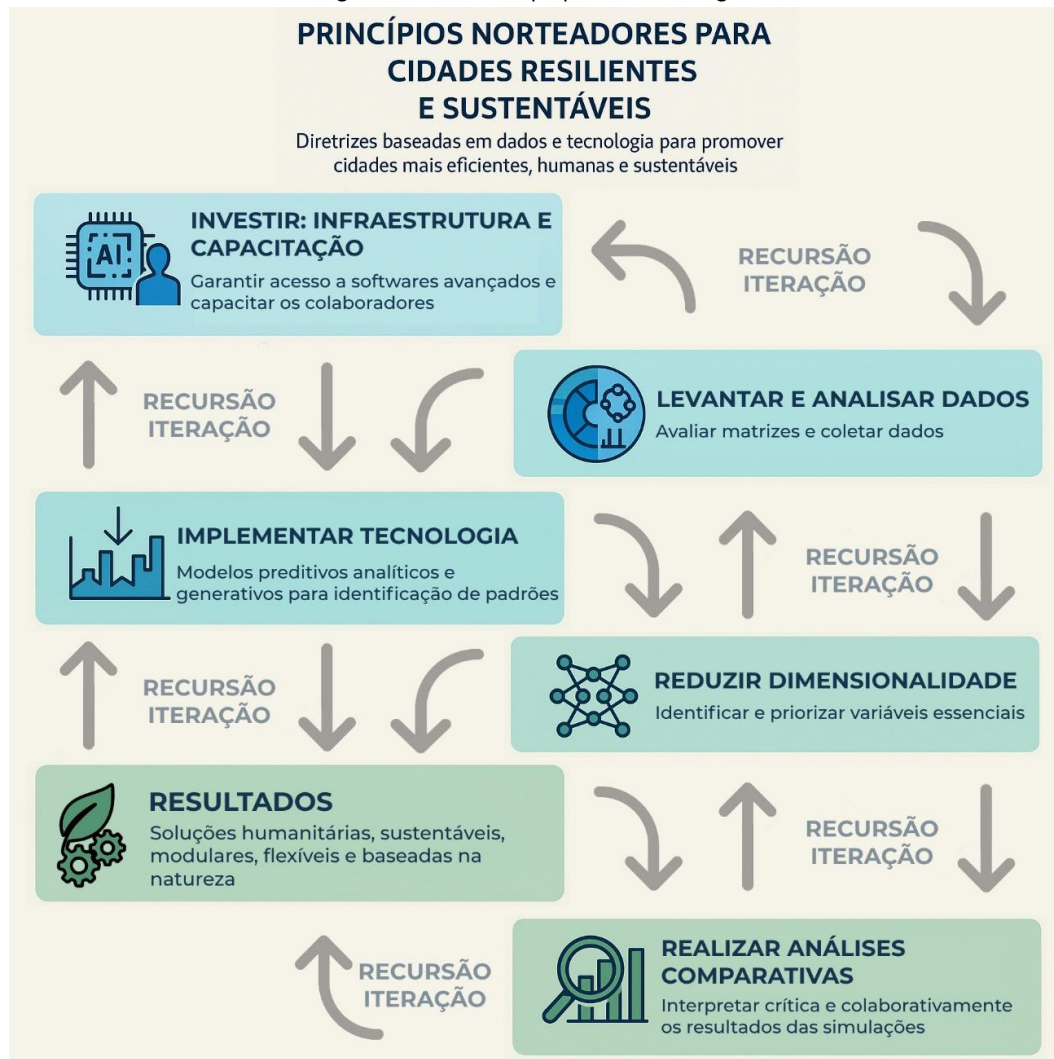 PRINCÍPIOS NORTEADORES PARA
CIDADES RESILIENTES
E SUSTENTÁVEIS
Diretrizes baseadas em dados e tecnologia para promover
cidades mais eficientes, humanas e sustentáveis
AI
INVESTIR: INFRAESTRUTURA E
CAPACITAÇÃO
Garantir acesso a softwares avançados e
capacitar os colaboradores
RECURSÃO
ITERAÇÃO
RECURSÃO
ITERAÇÃO
LEVANTAR E ANALISAR DADOS
Avaliar matrizes e coletar dados
IMPLEMENTAR TECNOLOGIA
Modelos preditivos analíticos e
generativos para identificação de padrões
RECURSÃO
ITERAÇÃO
RECURSÃO
ITERAÇÃO
REDUZIR DIMENSIONALIDADE
Identificar e priorizar variáveis essenciais
RESULTADOS
Soluções humanitárias, sustentáveis,
modulares, flexíveis e baseadas na
natureza
RECURSÃO
ITERAÇÃO
RECURSÃO
ITERAÇÃO
REALIZAR ANÁLISES
COMPARATIVAS
Interpretar crítica e colaborativamente
os resultados das simulações